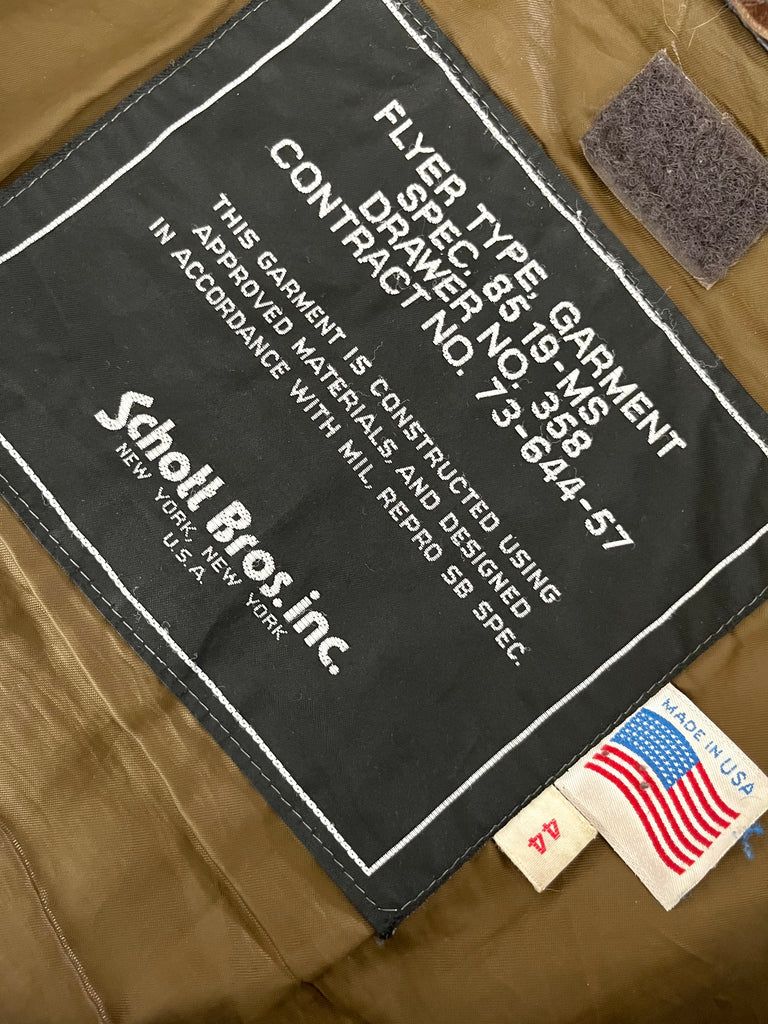 FLYER TYPE, GARMENT
SPEC. 8519-MS
DRAWER NO. 358
CONTRACT NO. 73-644-57
THIS GARMENT IS CONSTRUCTED USING
APPROVED MATERIALS, AND DESIGNED
IN ACCORDANCE WITH MIL, REPRO SB SPEC.
Schott Bros. inc.
NEW YORK, NEW YORK
U.S.A.
MADE IN USA
44